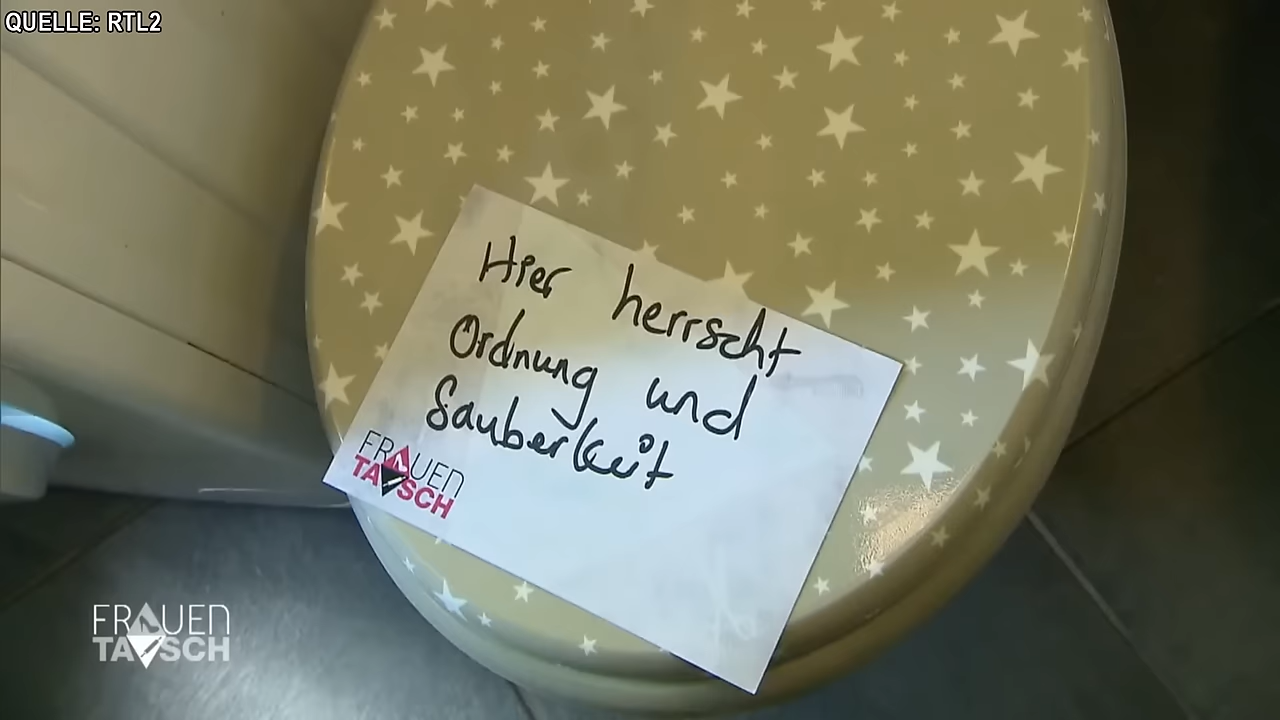 QUELLE: RTL2
Hier herrscht
Ordnung und
Sauberkeit
FRAUEN
TAUSCH
FRAUEN
TAUSCH